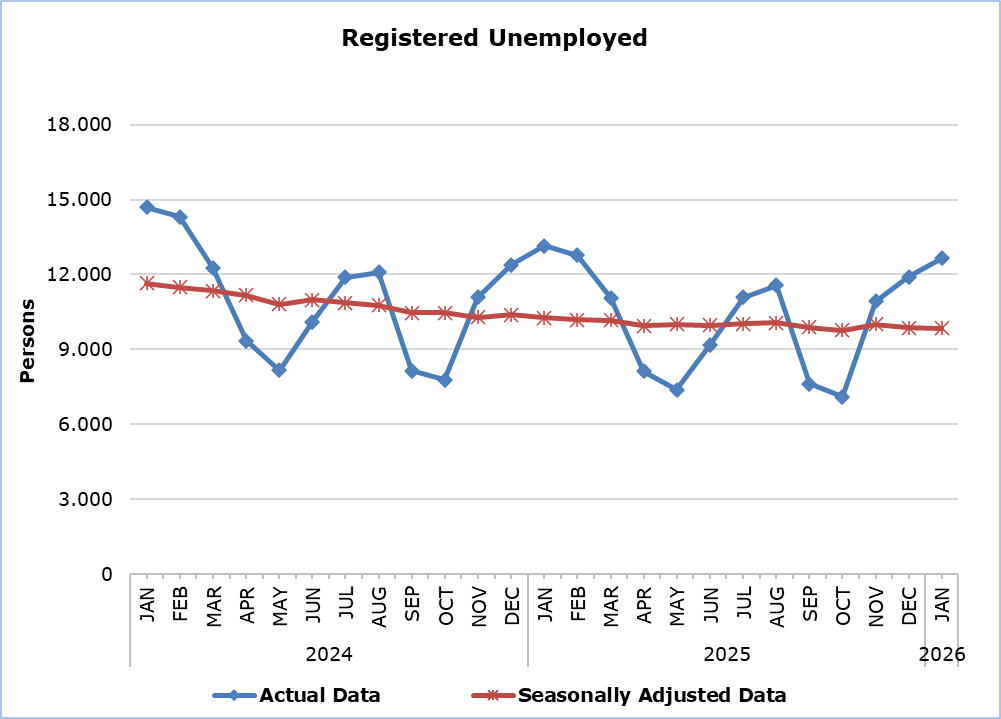 Registered Unemployed
18.000
15.000
12.000
9.000
6.000
3.000
0
Persons
JAN FEB MAR APR MAY JUN JUL AUG SEP OCT NOV DEC JAN FEB MAR APR MAY JUN JUL AUG SEP OCT NOV DEC JAN
2024 2025 2026
Actual Data Seasonally Adjusted Data